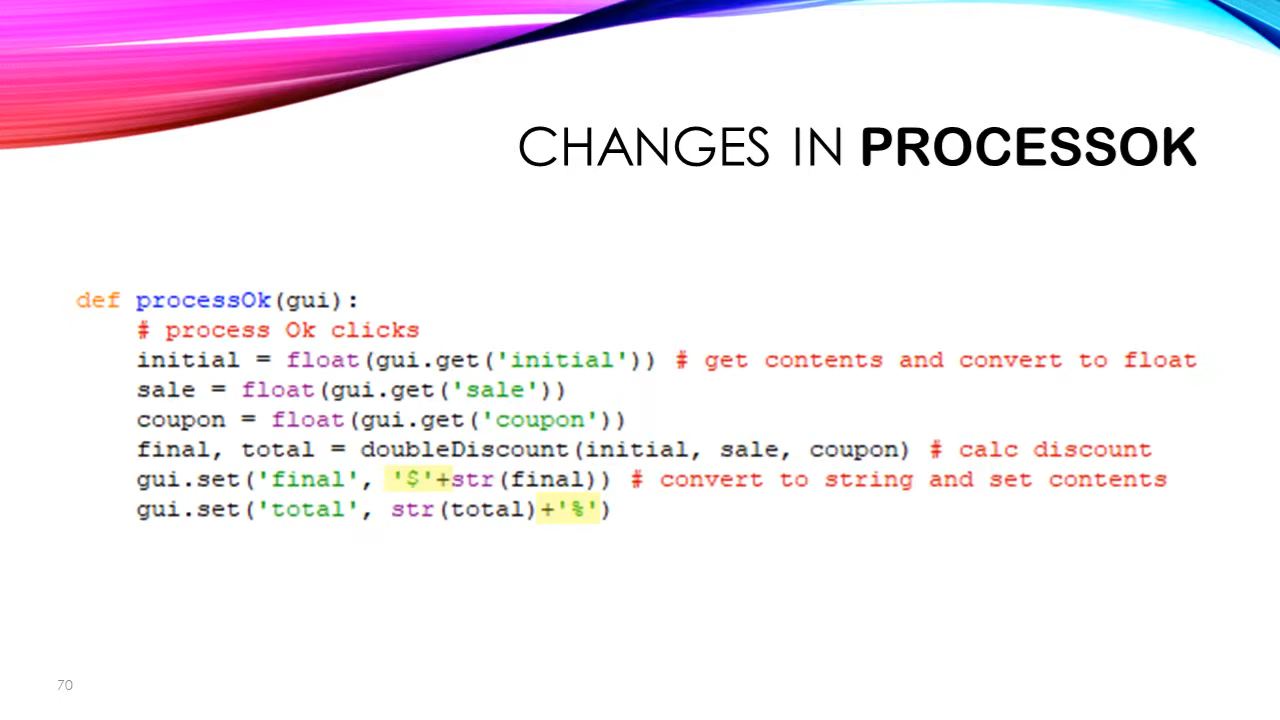 CHANGES IN PROCESSOK
def processOk(gui):
    # process Ok clicks
    initial = float(gui.get('initial')) # get contents and convert to float
    sale = float(gui.get('sale'))
    coupon = float(gui.get('coupon'))
    final, total = doubleDiscount(initial, sale, coupon) # calc discount
    gui.set('final', '$'+str(final)) # convert to string and set contents
    gui.set('total', str(total)+'%')
70